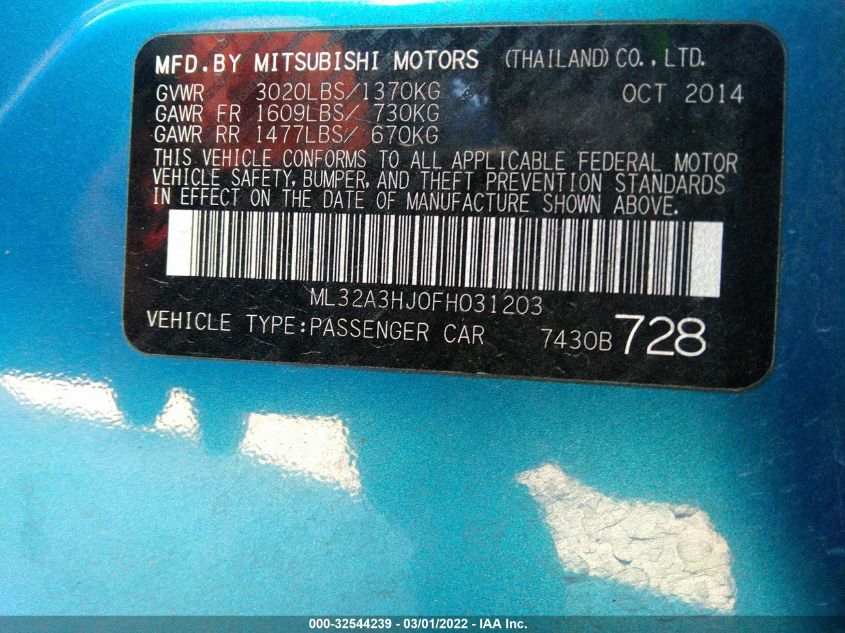 MFD.BY MITSUBISHI MOTORS (THAILAND) CO., LTD.
GVWR 3020LBS/1370KG OCT 2014
GAWR FR 1609LBS/ 730KG
GAWR RR 1477LBS/ 670KG
THIS VEHICLE CONFORMS TO ALL APPLICABLE FEDERAL MOTOR
VEHICLE SAFETY, BUMPER, AND THEFT PREVENTION STANDARDS
IN EFFECT ON THE DATE OF MANUFACTURE SHOWN ABOVE.
ML32A3HJ0FH031203
VEHICLE TYPE:PASSENGER CAR 7430B 728
000-32544239 - 03/01/2022 - IAA Inc.